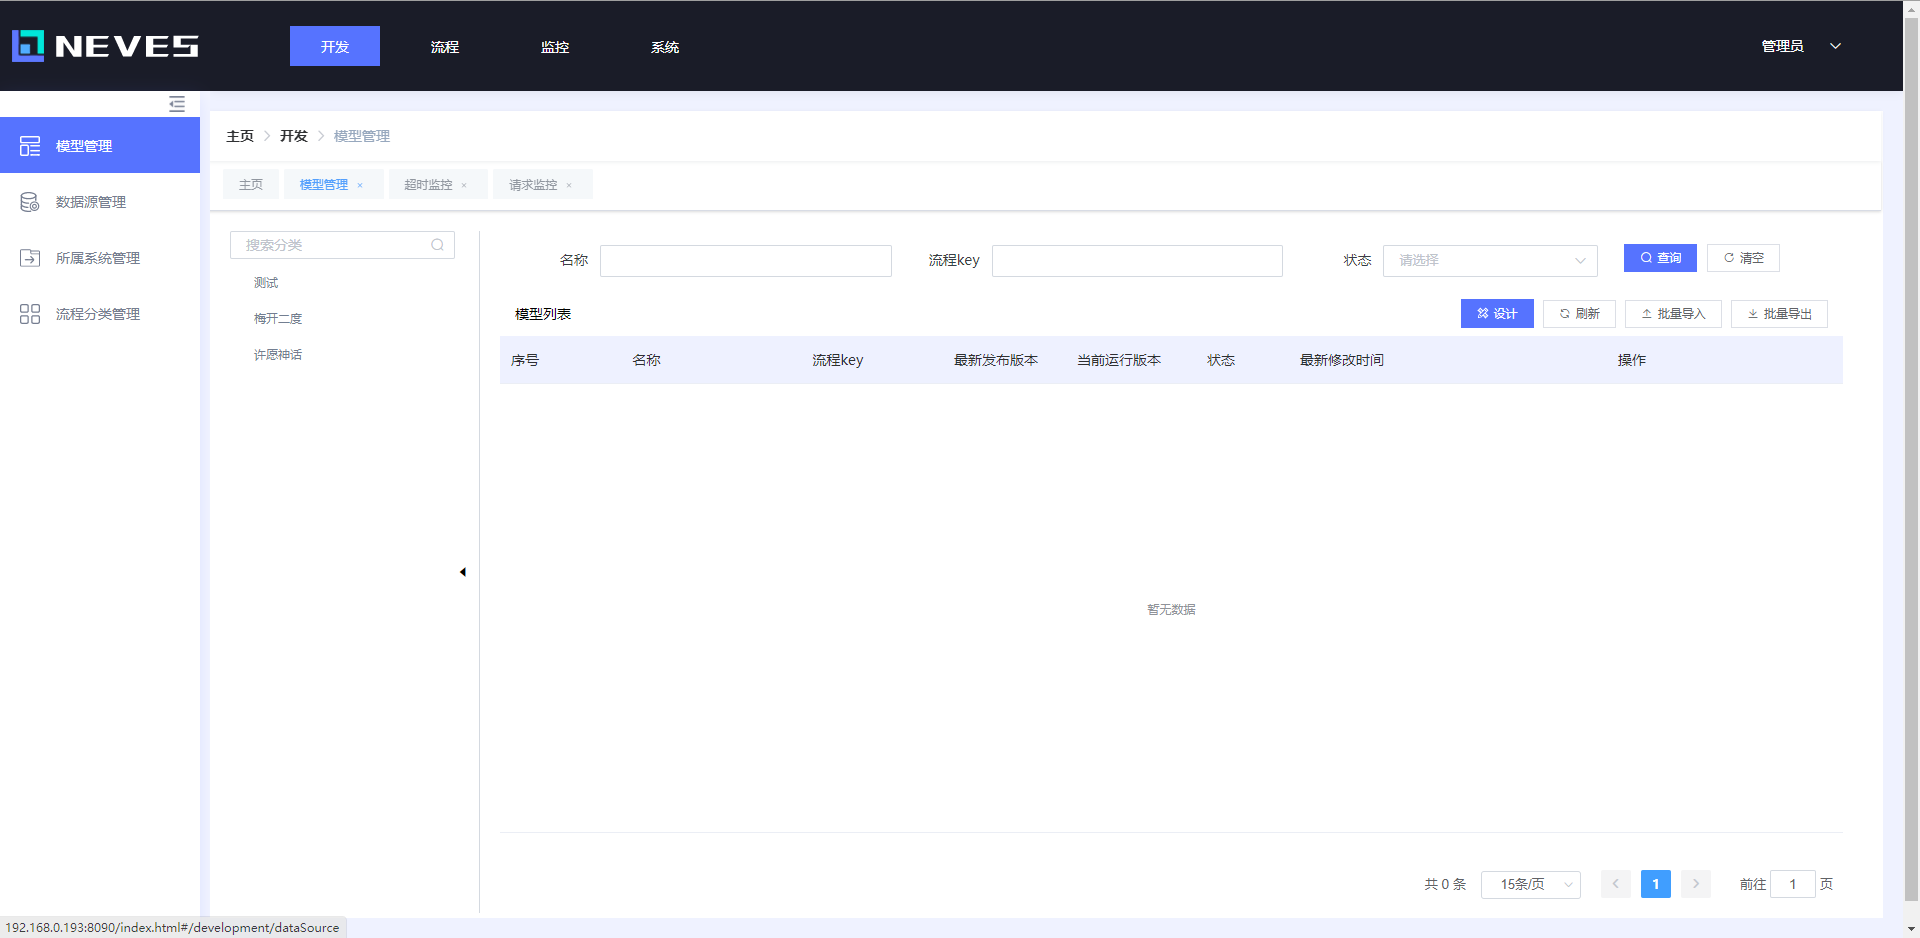 NEVES
开发 流程 监控 系统 管理员
模型管理
数据源管理
所属系统管理
流程分类管理
主页 开发 模型管理
主页 模型管理 × 超时监控 × 请求监控 ×
搜索分类
测试
梅开二度
许愿神话
名称 流程key 状态 请选择 查询 清空
模型列表 设计 刷新 批量导入 批量导出
序号 名称 流程key 最新发布版本 当前运行版本 状态 最新修改时间 操作
暂无数据
共 0 条 15条/页 1 前往 1 页
192.168.0.193:8090/index.html#/development/dataSource